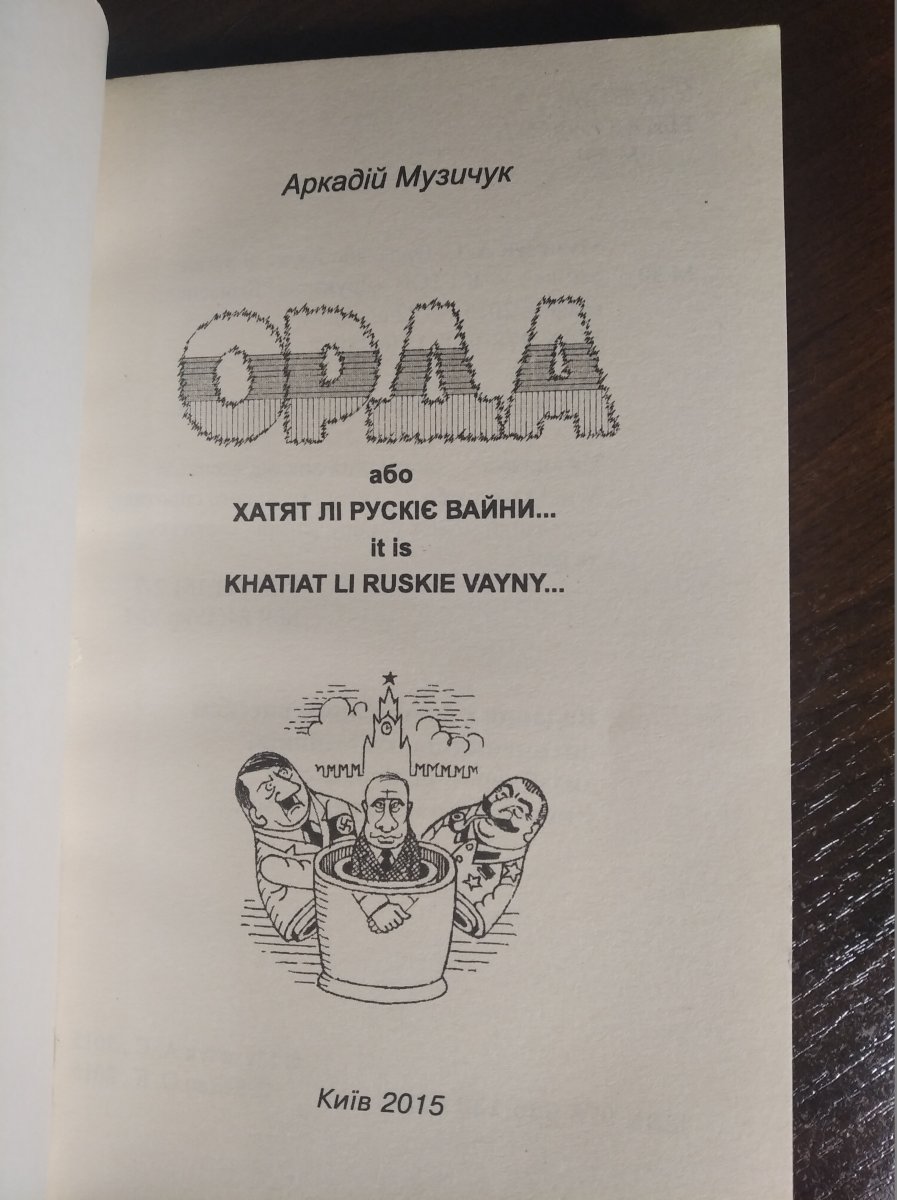 Аркадій Музичук
ОРДА
або
ХАТЯТ ЛІ РУСКІЄ ВАЙНИ...
it is
KHATIAT LI RUSKIE VAYNY...
Київ 2015